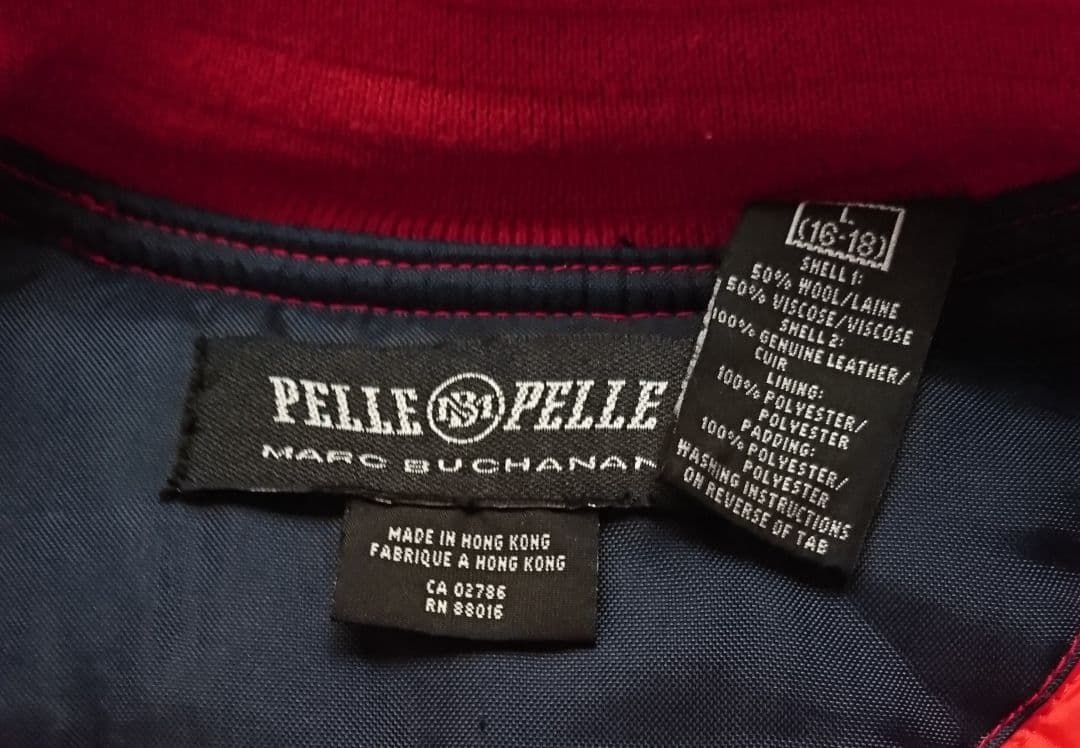 PELLE MB PELLE
MARC BUCHANAN
MADE IN HONG KONG
FABRIQUE A HONG KONG
CA 02786
RN 88016
L
(16-18)
SHELL 1:
50% WOOL/LAINE
50% VISCOSE/VISCOSE
SHELL 2:
100% GENUINE LEATHER/
CUIR
LINING:
100% POLYESTER/
POLYESTER
PADDING:
100% POLYESTER/
POLYESTER
WASHING INSTRUCTIONS
ON REVERSE OF TAB